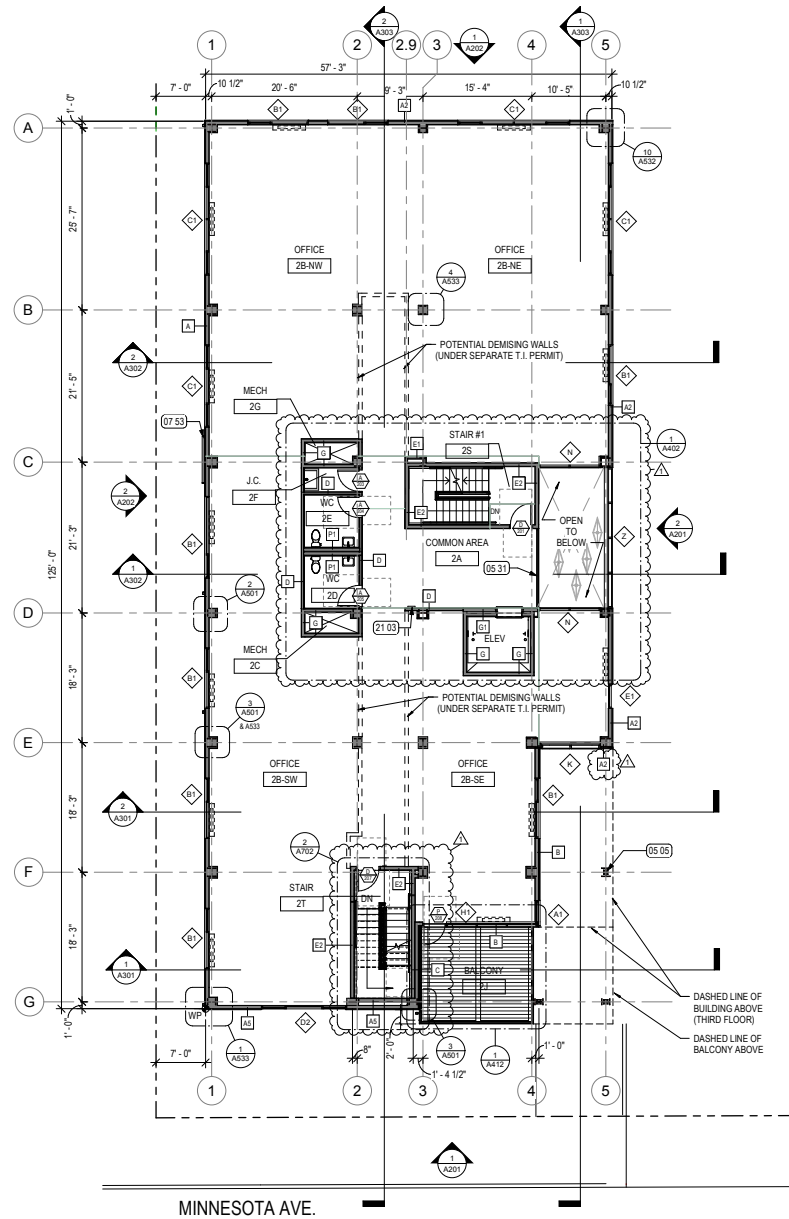 2
A303
1
A202
1
A303
1
2
2.9
3
4
5
57' - 3"
7' - 0"
10 1/2"
20' - 6"
9' - 3"
15' - 4"
10' - 5"
10 1/2"
1' - 0"
B1
B1
A2
C1
A
10
A532
25' - 7"
C1
C1
OFFICE
2B-NW
OFFICE
2B-NE
4
A533
B
A
POTENTIAL DEMISING WALLS
(UNDER SEPARATE T.I. PERMIT)
2
A302
21' - 5"
C1
B1
MECH
2G
A2
07 53
STAIR #1
2S
1
A402
1
G
E1
N
C
J.C.
2F
D
E2
2
A202
WC
2E
E2
DN
D
201
OPEN
TO
BELOW
2
A201
Z
21' - 3"
125' - 0"
B1
P1
COMMON AREA
2A
D
1
A302
D
P1
05 31
2
A501
WC
2D
D
D
G
21 03
G1
N
ELEV
G
G
MECH
2C
18' - 3"
B1
POTENTIAL DEMISING WALLS
(UNDER SEPARATE T.I. PERMIT)
E1
3
A501
& A533
A2
E
K
A2
1
OFFICE
2B-SW
OFFICE
2B-SE
B1
B1
2
A301
18' - 3"
2
A702
1
B
05 05
F
D
207
E2
STAIR
2T
DN
P
208
H1
A1
B
B1
E2
18' - 3"
C
BALCONY
2J
1
A301
G
WP
DASHED LINE OF
BUILDING ABOVE
(THIRD FLOOR)
DASHED LINE OF
BALCONY ABOVE
1' - 0"
A5
D2
A5
1
A533
7' - 0"
8"
2' - 0"
3
A501
1' - 4 1/2"
1
A412
1' - 0"
1
2
3
4
5
1
A201
MINNESOTA AVE.